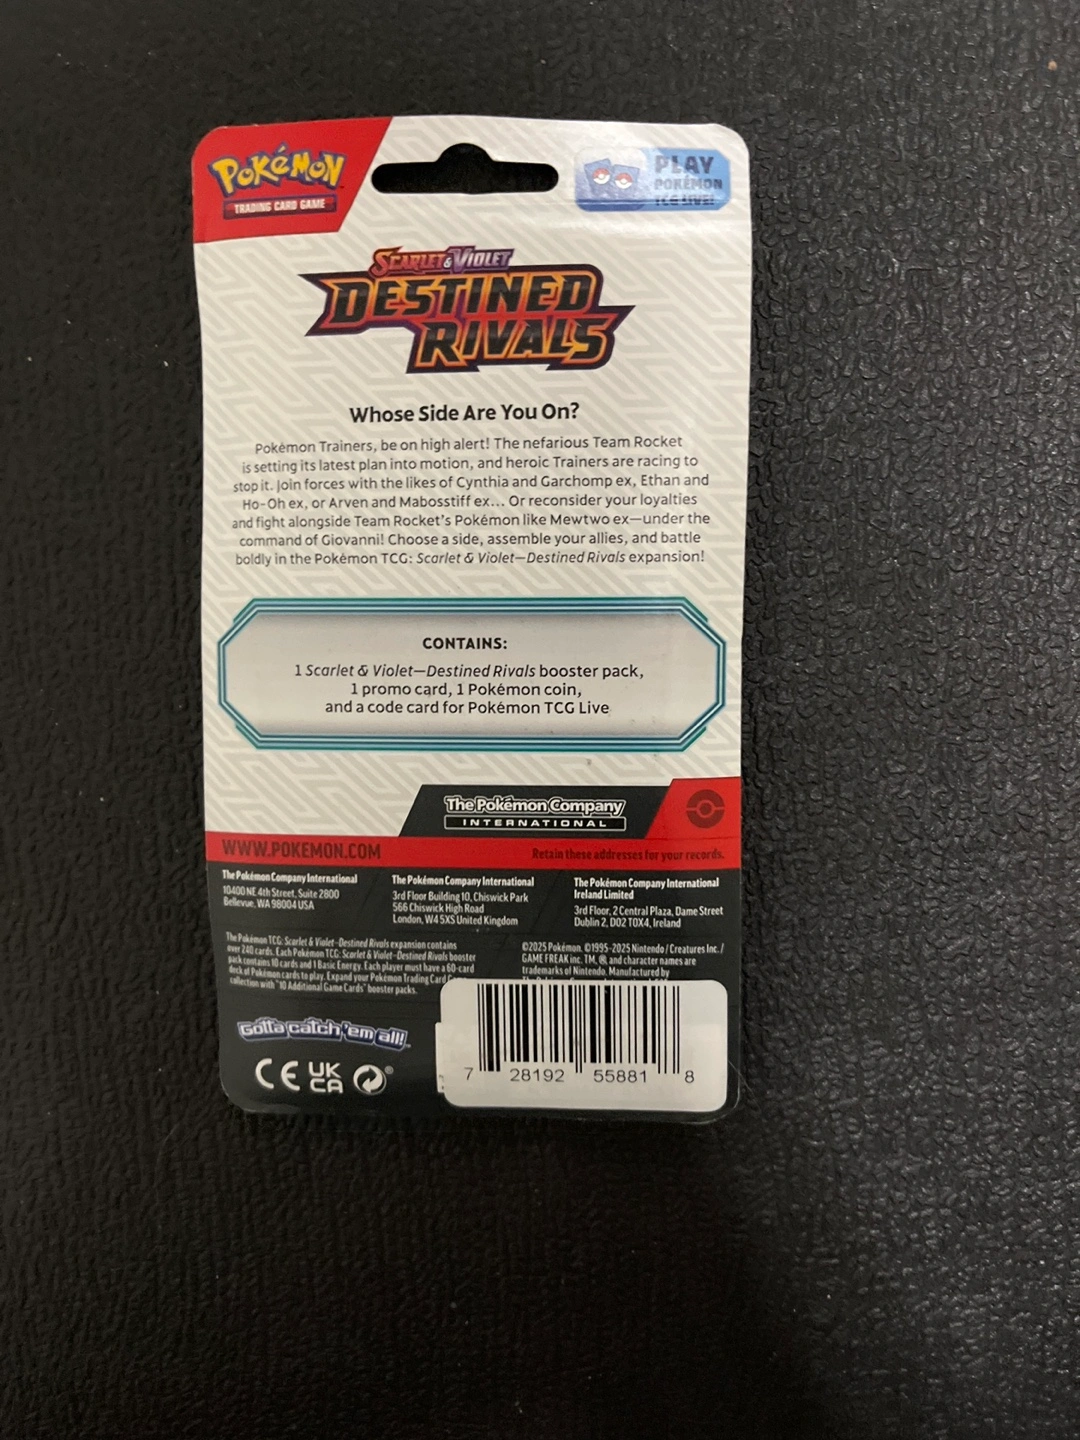 POKéMON
TRADING CARD GAME
PLAY
POKÉMON
TCG LIVE!
SCARLET & VIOLET
DESTINED
RIVALS
Whose Side Are You On?
Pokémon Trainers, be on high alert! The nefarious Team Rocket
is setting its latest plan into motion, and heroic Trainers are racing to
stop it. Join forces with the likes of Cynthia and Garchomp ex, Ethan and
Ho-Oh ex, or Arven and Mabosstiff ex... Or reconsider your loyalties
and fight alongside Team Rocket's Pokémon like Mewtwo ex—under the
command of Giovanni! Choose a side, assemble your allies, and battle
boldly in the Pokémon TCG: Scarlet & Violet—Destined Rivals expansion!
CONTAINS:
1 Scarlet & Violet—Destined Rivals booster pack,
1 promo card, 1 Pokémon coin,
and a code card for Pokémon TCG Live
The Pokémon Company
INTERNATIONAL
WWW.POKEMON.COM
Retain these addresses for your records.
The Pokémon Company International
10400 NE 4th Street, Suite 2800
Bellevue, WA 98004 USA
The Pokémon Company International
3rd Floor Building 10, Chiswick Park
566 Chiswick High Road
London, W4 5XS United Kingdom
The Pokémon Company International
Ireland Limited
3rd Floor, 2 Central Plaza, Dame Street
Dublin 2, D02 T0X4, Ireland
The Pokémon TCG: Scarlet & Violet—Destined Rivals expansion contains
over 240 cards. Each Pokémon TCG: Scarlet & Violet—Destined Rivals booster
pack contains 10 cards and 1 Basic Energy. Each player must have a 60-card
deck of Pokémon cards to play. Expand your Pokémon Trading Card
collection with "10 Additional Game Cards" booster packs.
©2025 Pokémon. ©1995–2025 Nintendo / Creatures Inc. /
GAME FREAK inc. TM, ®, and character names are
trademarks of Nintendo. Manufactured by
Gotta catch 'em all!™
CE UK
CA ®
7 28192 55881 8